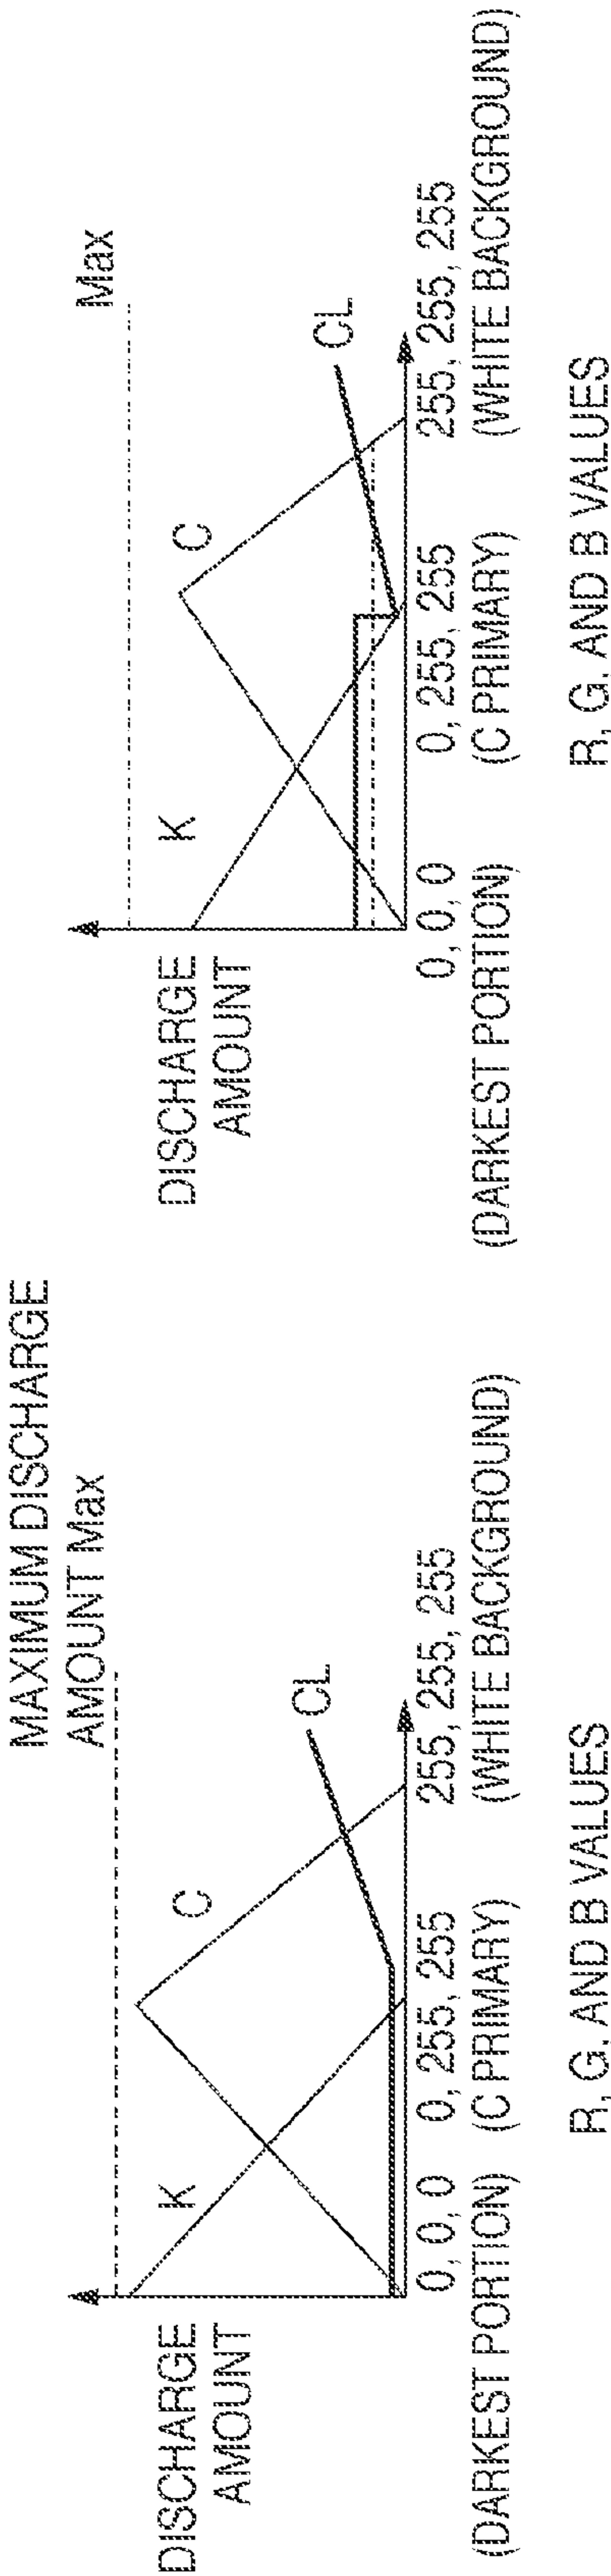 MAXIMUM DISCHARGE
AMOUNT Max
DISCHARGE
AMOUNT
K
C
CL
0, 0, 0
0, 255, 255
255, 255, 255
(DARKEST PORTION)
(C PRIMARY)
(WHITE BACKGROUND)
R, G, AND B VALUES
Max
DISCHARGE
AMOUNT
K
C
CL
0, 0, 0
0, 255, 255
255, 255, 255
(DARKEST PORTION)
(C PRIMARY)
(WHITE BACKGROUND)
R, G, AND B VALUES